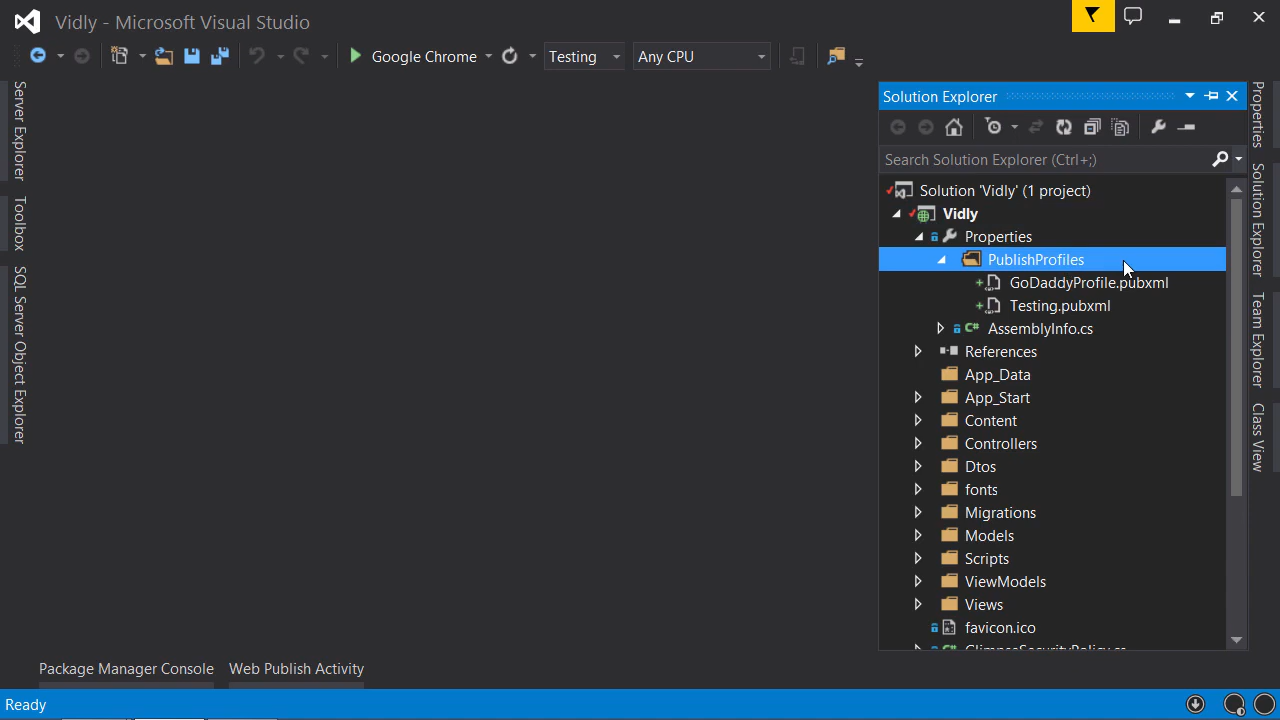 Vidly - Microsoft Visual Studio
Google Chrome
Testing
Any CPU
Server Explorer
Toolbox
SQL Server Object Explorer
Solution Explorer
Search Solution Explorer (Ctrl+;)
Solution 'Vidly' (1 project)
Vidly
Properties
PublishProfiles
GoDaddyProfile.pubxml
Testing.pubxml
C# AssemblyInfo.cs
References
App_Data
App_Start
Content
Controllers
Dtos
fonts
Migrations
Models
Scripts
ViewModels
Views
favicon.ico
C# GlimpseSecurityPolicy.cs
Properties
Solution Explorer
Team Explorer
Class View
Package Manager Console
Web Publish Activity
Ready